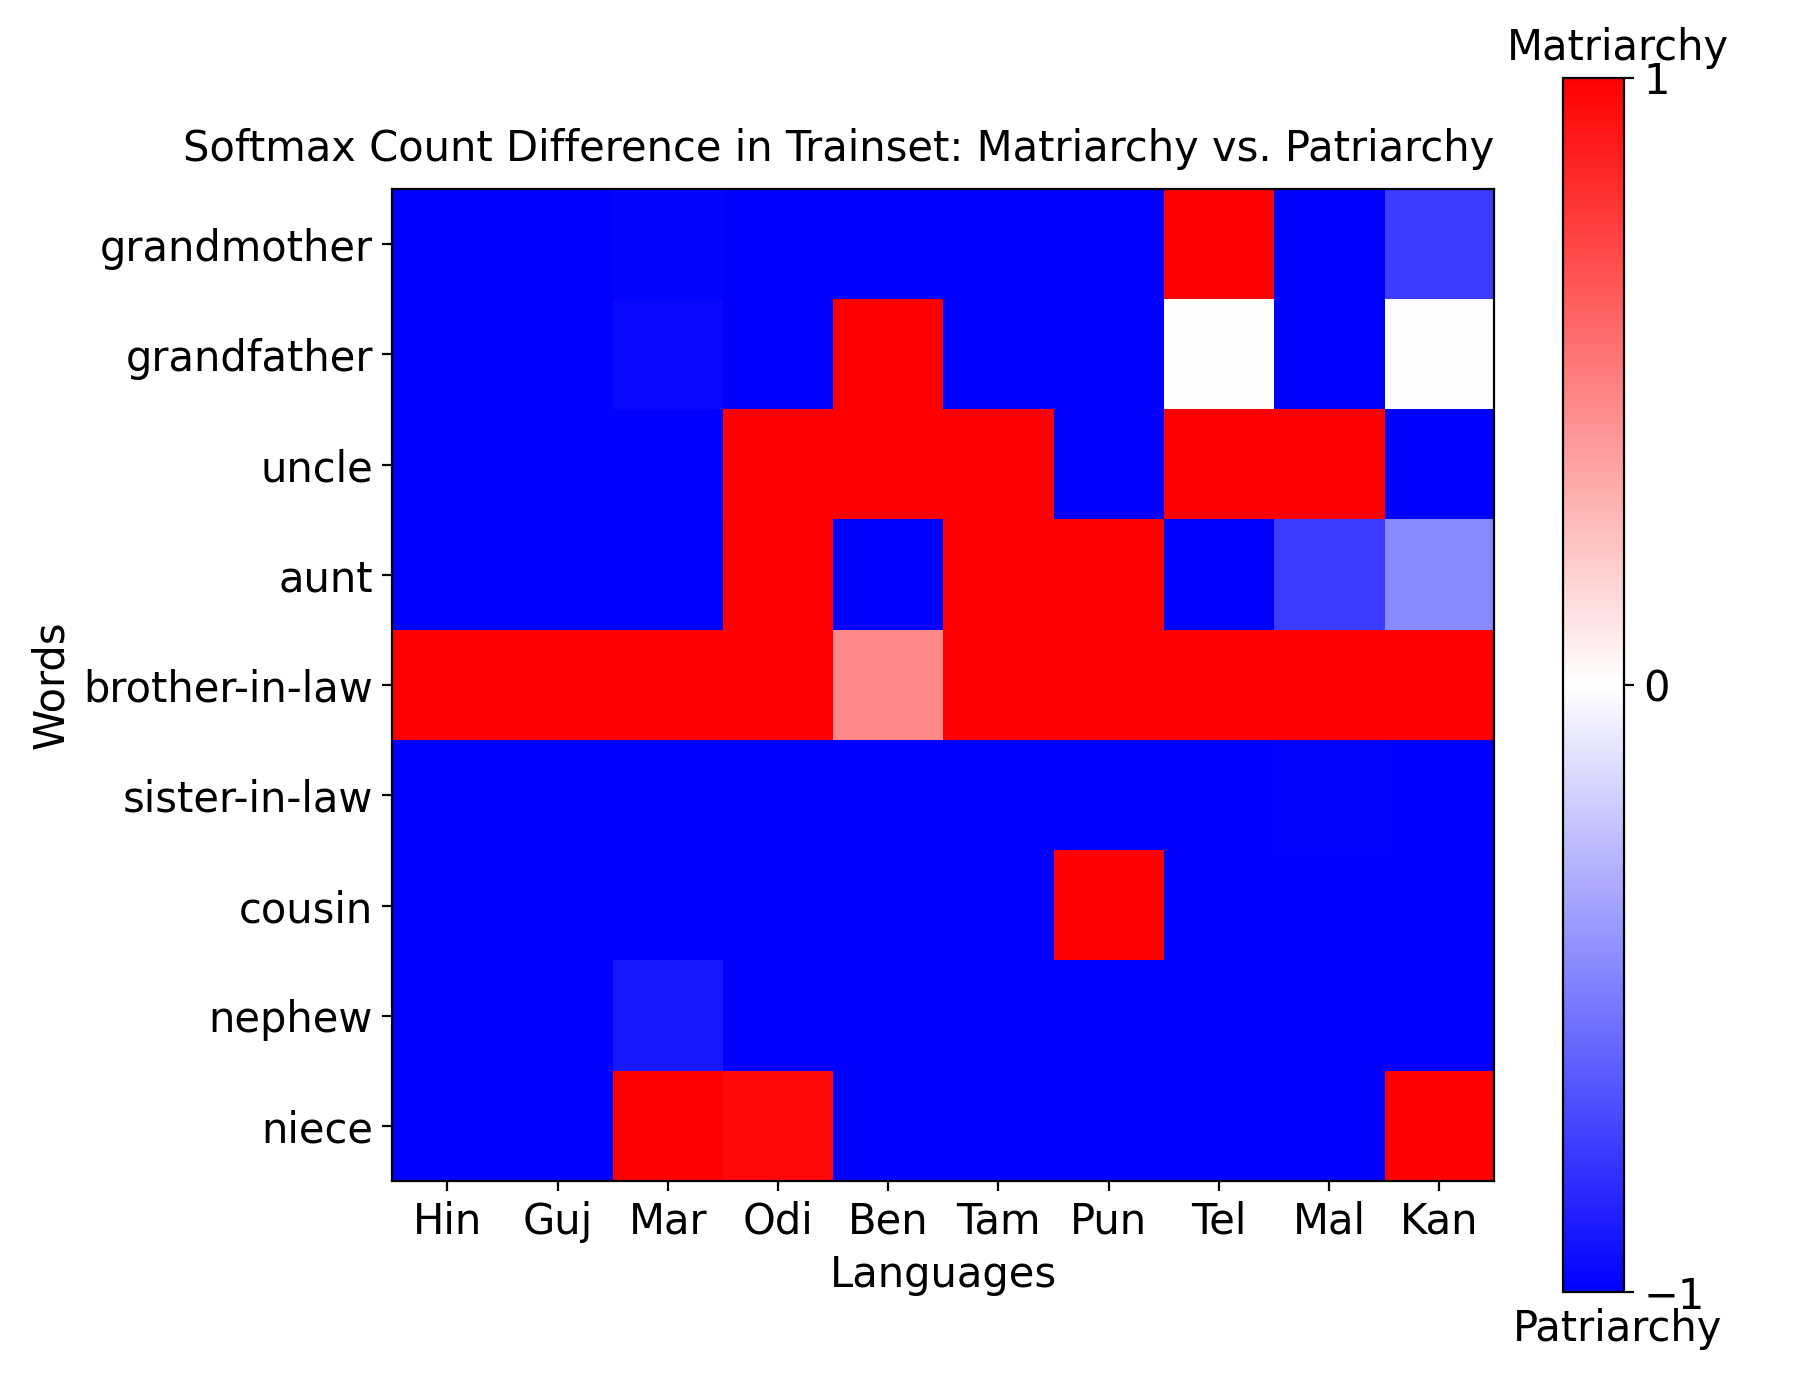 Matriarchy
1
Softmax Count Difference in Trainset: Matriarchy vs. Patriarchy
grandmother
grandfather
uncle
aunt
brother-in-law
sister-in-law
cousin
nephew
niece
Words
Hin Guj Mar Odi Ben Tam Pun Tel Mal Kan
Languages
0
−1
Patriarchy